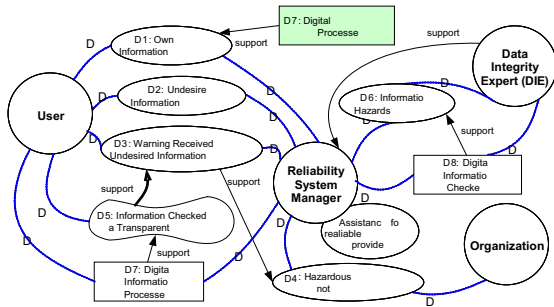 D7: Digital
Processe
D
D1: Own
Information
support
support
Data
Integrity
Expert (DIE)
D
D
D2: Undesire
Information
D
D
D6: Informatio
Hazards
D
User
D
D3: Warning Received
Undesired Information
D
D
D
D8: Digita
Informatio
Checke
support
Reliability
System
Manager
D
support
D
D5: Information Checked
a Transparent
support
D
D
Assistanc fo
realiable
provide
Organization
support
D7: Digita
Informatio
Processe
D
D
D
D4: Hazardous
not
D